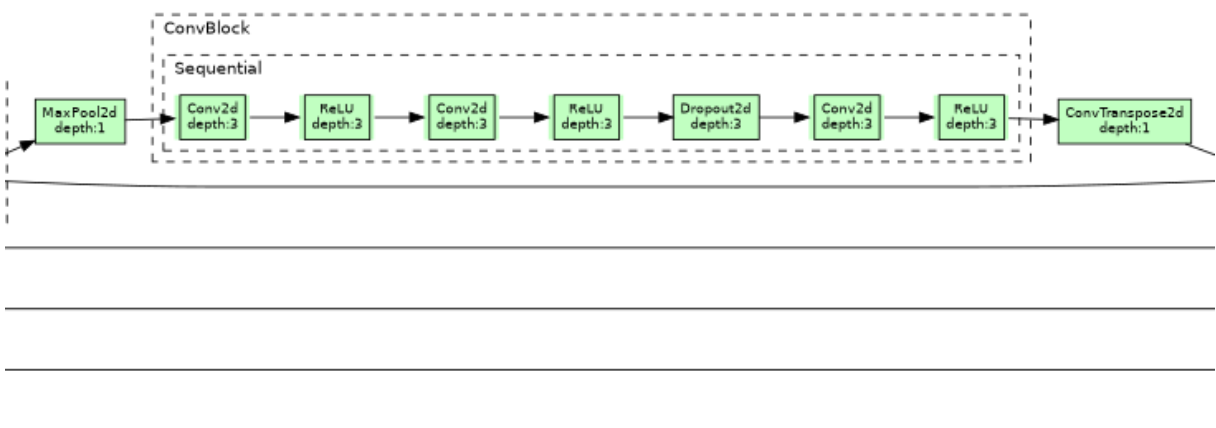 ConvBlock
Sequential
MaxPool2d
depth:1
Conv2d
depth:3
ReLU
depth:3
Conv2d
depth:3
ReLU
depth:3
Dropout2d
depth:3
Conv2d
depth:3
ReLU
depth:3
ConvTranspose2d
depth:1